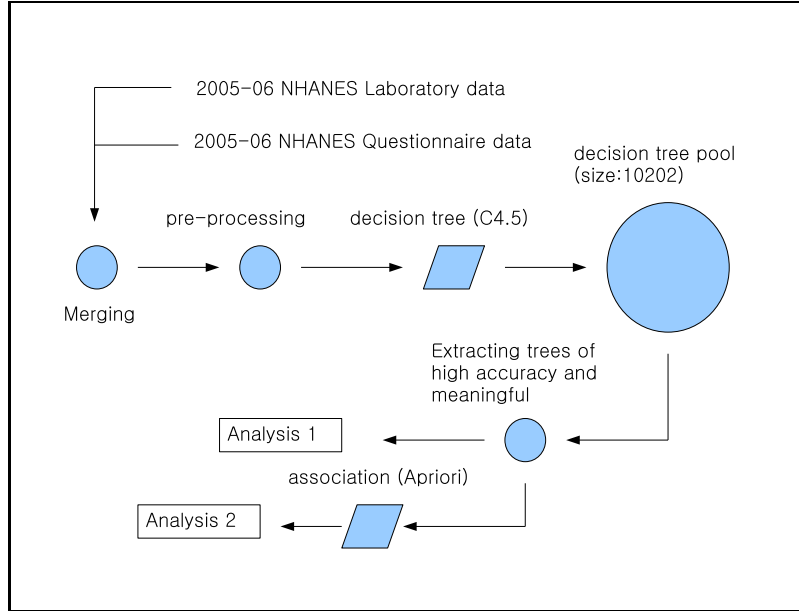 2005-06 NHANES Laboratory data
2005-06 NHANES Questionnaire data
decision tree pool
(size:10202)
pre-processing
decision tree (C4.5)
Merging
Extracting trees of
high accuracy and
meaningful
Analysis 1
association (Apriori)
Analysis 2